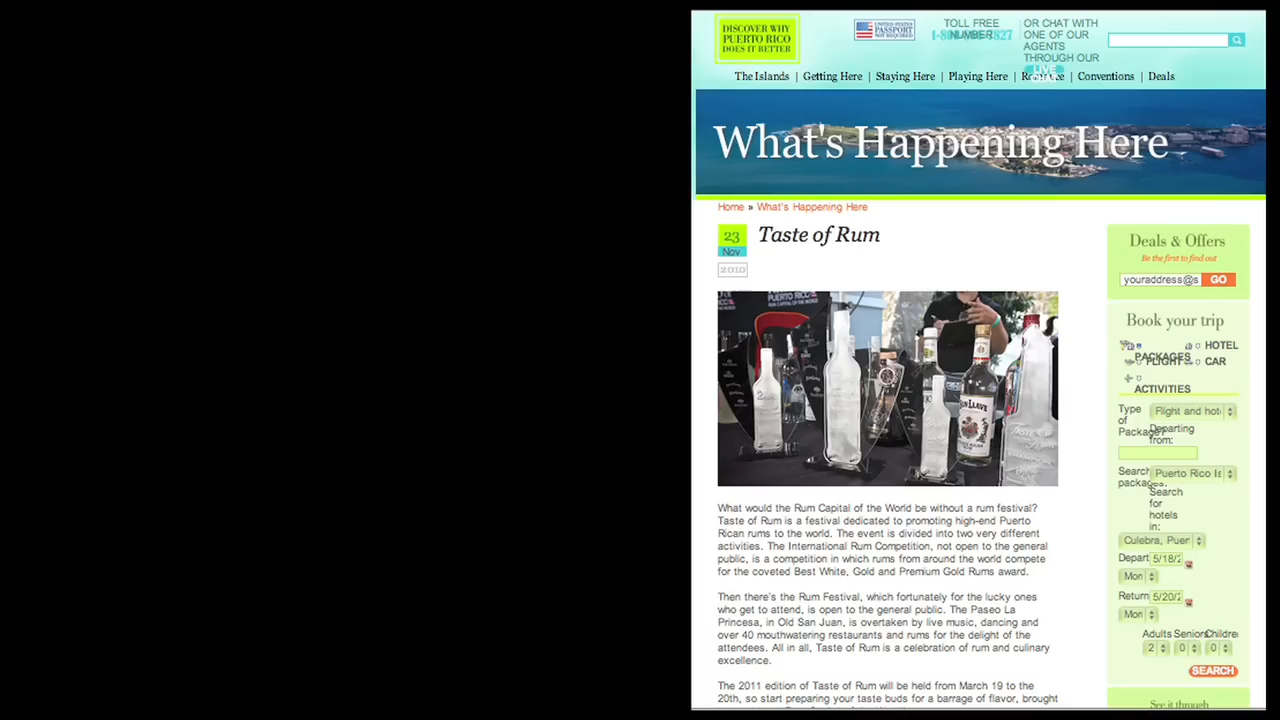 DISCOVER WHY
PUERTO RICO
DOES IT BETTER
UNITED STATES
PASSPORT
NOT REQUIRED
TOLL FREE
NUMBER
OR CHAT WITH
ONE OF OUR
AGENTS
THROUGH OUR
LIVE
CHAT
The Islands | Getting Here | Staying Here | Playing Here | Romance | Conventions | Deals
What's Happening Here
Home » What's Happening Here
23
Nov
2010
Taste of Rum
What would the Rum Capital of the World be without a rum festival?
Taste of Rum is a festival dedicated to promoting high-end Puerto
Rican rums to the world. The event is divided into two very different
activities. The International Rum Competition, not open to the general
public, is a competition in which rums from around the world compete
for the coveted Best White, Gold and Premium Gold Rums award.
Then there's the Rum Festival, which fortunately for the lucky ones
who get to attend, is open to the general public. The Paseo La
Princesa, in Old San Juan, is overtaken by live music, dancing and
over 40 mouthwatering restaurants and rums for the delight of the
attendees. All in all, Taste of Rum is a celebration of rum and culinary
excellence.
The 2011 edition of Taste of Rum will be held from March 19 to the
20th, so start preparing your taste buds for a barrage of flavor, brought
Deals & Offers
Be the first to find out
youraddress@s GO
Book your trip
HOTEL
PACKAGES
FLIGHT CAR
ACTIVITIES
Type of Package? Flight and hot
Departing from:
Search packages: Puerto Rico Is
Search for hotels in:
Culebra, Puer
Depart 5/18/2
Mor
Return 5/20/2
Mor
Adults Seniors Childre
2 0 0
SEARCH
See it through